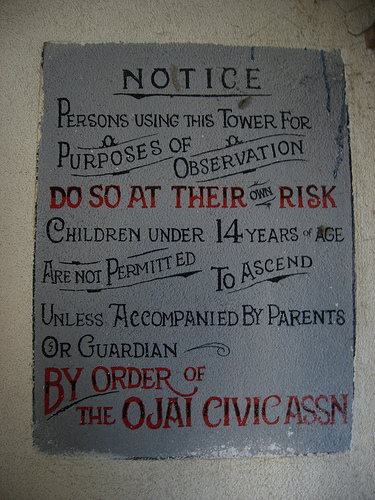 NOTICE
PERSONS USING THIS TOWER FOR
PURPOSES OF OBSERVATION
DO SO AT THEIR OWN RISK
CHILDREN UNDER 14 YEARS OF AGE
ARE NOT PERMITTED TO ASCEND
UNLESS ACCOMPANIED BY PARENTS
OR GUARDIAN
BY ORDER OF
THE OJAI CIVIC ASSN